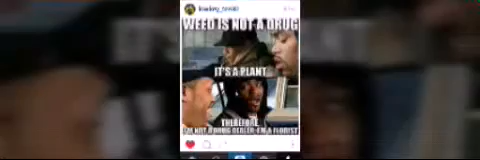 WEED IS NOT A DRUG
IT'S A PLANT
THEREFORE
I'M NOT A DRUG DEALER-I'M A FLORIST